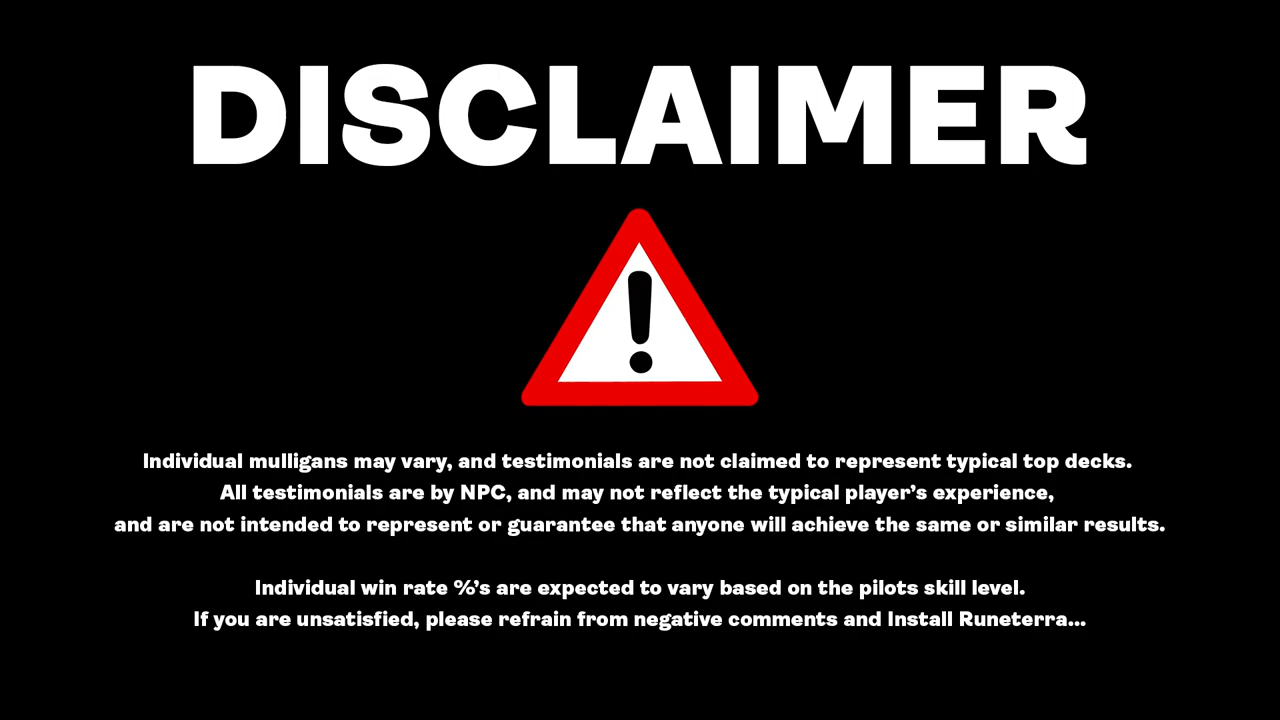 DISCLAIMER
Individual mulligans may vary, and testimonials are not claimed to represent typical top decks.
All testimonials are by NPC, and may not reflect the typical player’s experience,
and are not intended to represent or guarantee that anyone will achieve the same or similar results.
Individual win rate %’s are expected to vary based on the pilots skill level.
If you are unsatisfied, please refrain from negative comments and Install Runeterra...